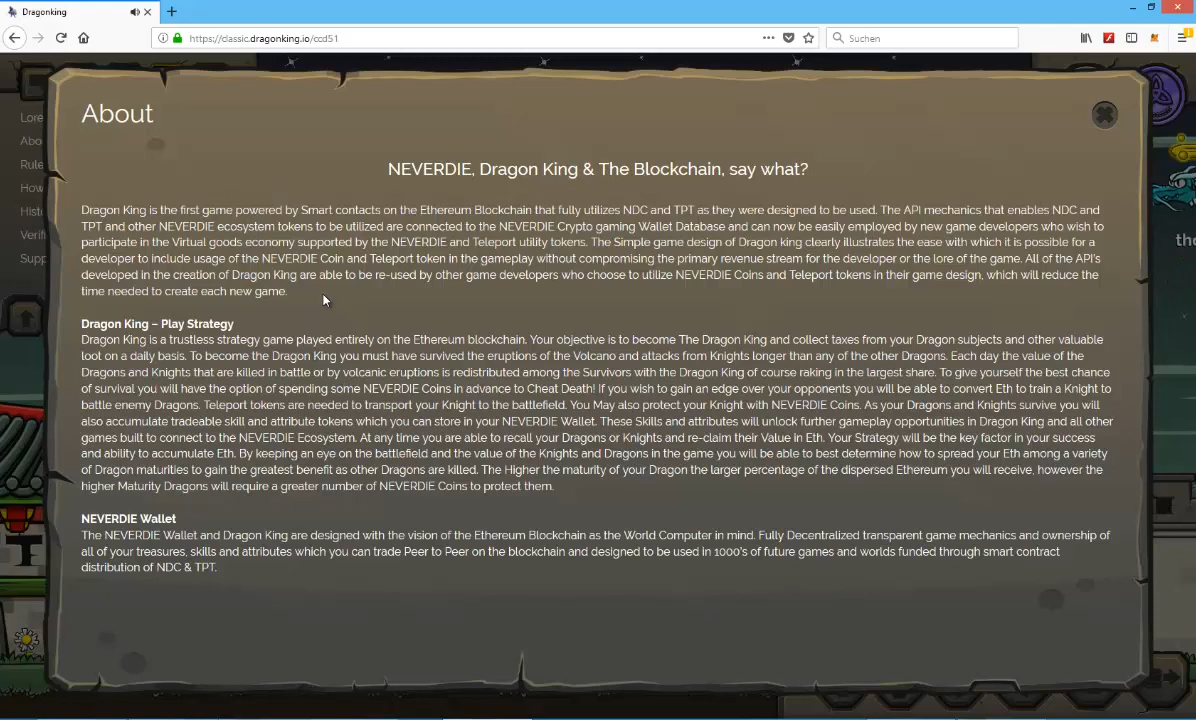 Dragonking
https://classic.dragonking.io/ccd51
Suchen
Lore
Abo
Rule
How
Hist
Verifi
Supp
tho
About
NEVERDIE, Dragon King & The Blockchain, say what?
Dragon King is the first game powered by Smart contacts on the Ethereum Blockchain that fully utilizes NDC and TPT as they were designed to be used. The API mechanics that enables NDC and
TPT and other NEVERDIE ecosystem tokens to be utilized are connected to the NEVERDIE Crypto gaming Wallet Database and can now be easily employed by new game developers who wish to
participate in the Virtual goods economy supported by the NEVERDIE and Teleport utility tokens. The Simple game design of Dragon king clearly illustrates the ease with which it is possible for a
developer to include usage of the NEVERDIE Coin and Teleport token in the gameplay without compromising the primary revenue stream for the developer or the lore of the game. All of the API's
developed in the creation of Dragon King are able to be re-used by other game developers who choose to utilize NEVERDIE Coins and Teleport tokens in their game design, which will reduce the
time needed to create each new game.
Dragon King – Play Strategy
Dragon King is a trustless strategy game played entirely on the Ethereum blockchain. Your objective is to become The Dragon King and collect taxes from your Dragon subjects and other valuable
loot on a daily basis. To become the Dragon King you must have survived the eruptions of the Volcano and attacks from Knights longer than any of the other Dragons. Each day the value of the
Dragons and Knights that are killed in battle or by volcanic eruptions is redistributed among the Survivors with the Dragon King of course raking in the largest share. To give yourself the best chance
of survival you will have the option of spending some NEVERDIE Coins in advance to Cheat Death! If you wish to gain an edge over your opponents you will be able to convert Eth to train a Knight to
battle enemy Dragons. Teleport tokens are needed to transport your Knight to the battlefield. You May also protect your Knight with NEVERDIE Coins. As your Dragons and Knights survive you will
also accumulate tradeable skill and attribute tokens which you can store in your NEVERDIE Wallet. These Skills and attributes will unlock further gameplay opportunities in Dragon King and all other
games built to connect to the NEVERDIE Ecosystem. At any time you are able to recall your Dragons or Knights and re-claim their Value in Eth. Your Strategy will be the key factor in your success
and ability to accumulate Eth. By keeping an eye on the battlefield and the value of the Knights and Dragons in the game you will be able to best determine how to spread your Eth among a variety
of Dragon maturities to gain the greatest benefit as other Dragons are killed. The Higher the maturity of your Dragon the larger percentage of the dispersed Ethereum you will receive, however the
higher Maturity Dragons will require a greater number of NEVERDIE Coins to protect them.
NEVERDIE Wallet
The NEVERDIE Wallet and Dragon King are designed with the vision of the Ethereum Blockchain as the World Computer in mind. Fully Decentralized transparent game mechanics and ownership of
all of your treasures, skills and attributes which you can trade Peer to Peer on the blockchain and designed to be used in 1000's of future games and worlds funded through smart contract
distribution of NDC & TPT.